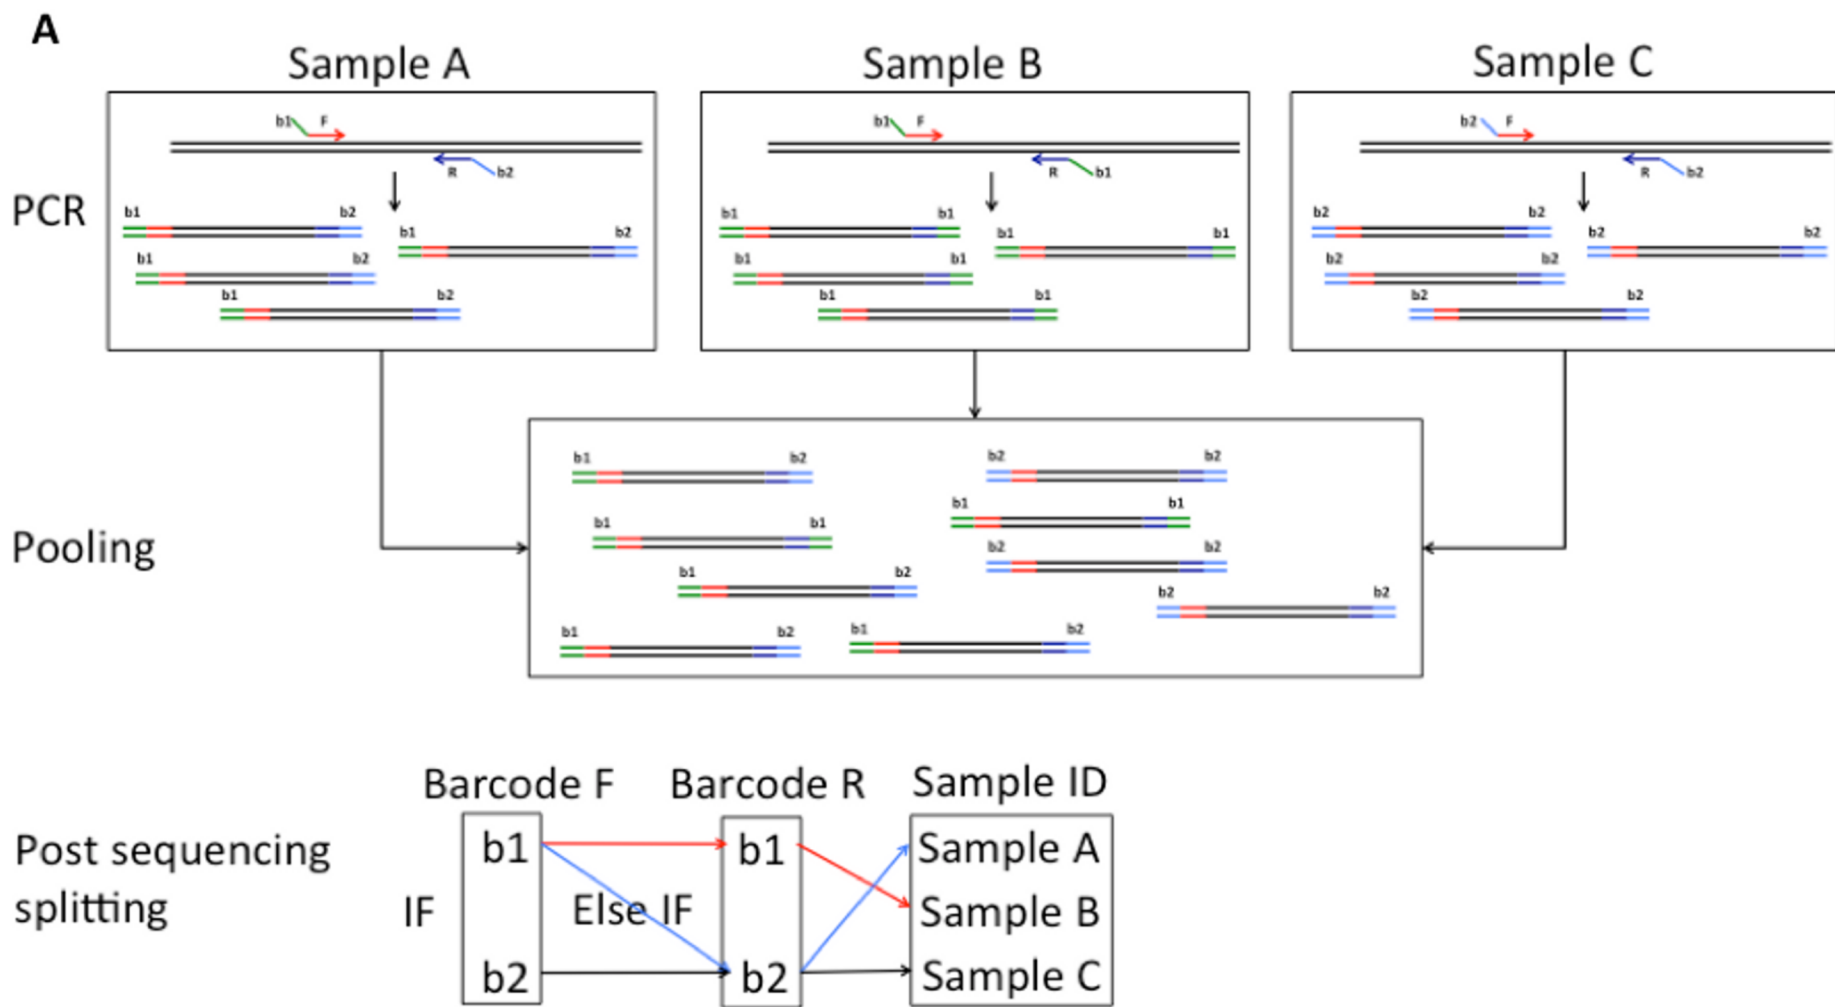 A
Sample A Sample B Sample C
b1 F b1 F b2 F
R b2 R b1 R b2
PCR
b1 b2 b1 b1 b2 b2
b1 b2 b1 b1 b2 b2
b1 b2 b1 b1 b2 b2
b1 b2 b1 b1 b2 b2
b1 b2 b2 b2
b1 b1
b1 b1
Pooling
b2 b2
b1 b2
b2 b2
b1 b2 b1 b2
Barcode F Barcode R Sample ID
Post sequencing
splitting
b1 b1 Sample A
IF Else IF Sample B
b2 b2 Sample C